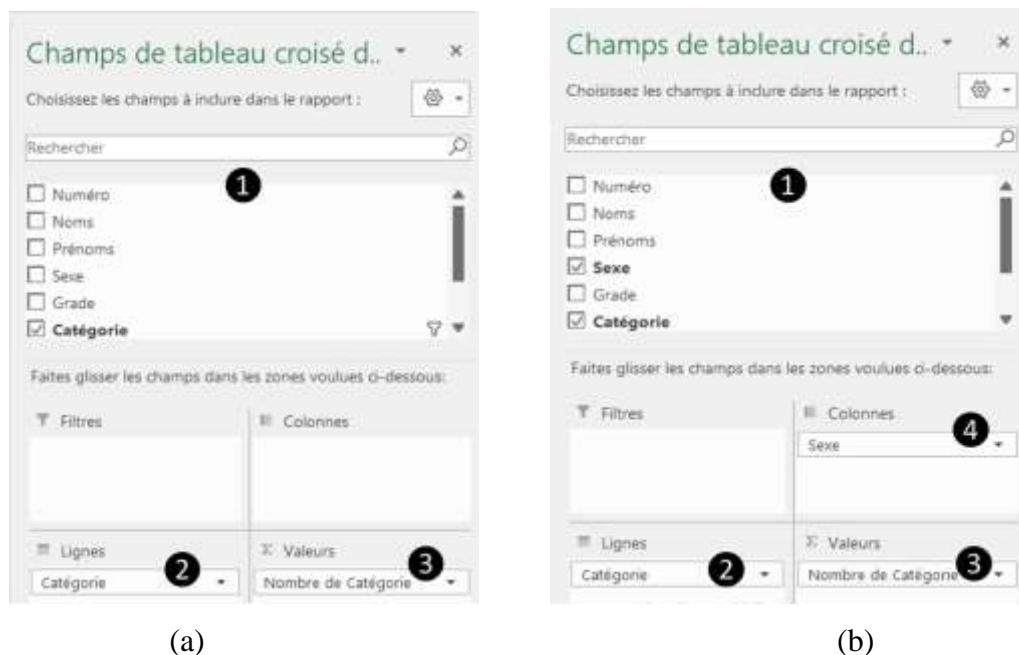 Champs de tableau croisé d..
Choisissez les champs à inclure dans le rapport :
Rechercher
1
Numéro
Noms
Prénoms
Sexe
Grade
Catégorie
Faites glisser les champs dans les zones voulues ci-dessous:
Filtres
Colonnes
Lignes
Σ Valeurs
Catégorie
2
Nombre de Catégorie
3
(a)
Champs de tableau croisé d..
Choisissez les champs à inclure dans le rapport :
Rechercher
1
Numéro
Noms
Prénoms
Sexe
Grade
Catégorie
Faites glisser les champs dans les zones voulues ci-dessous:
Filtres
Colonnes
4
Sexe
Lignes
Σ Valeurs
Catégorie
2
Nombre de Catégorie
3
(b)